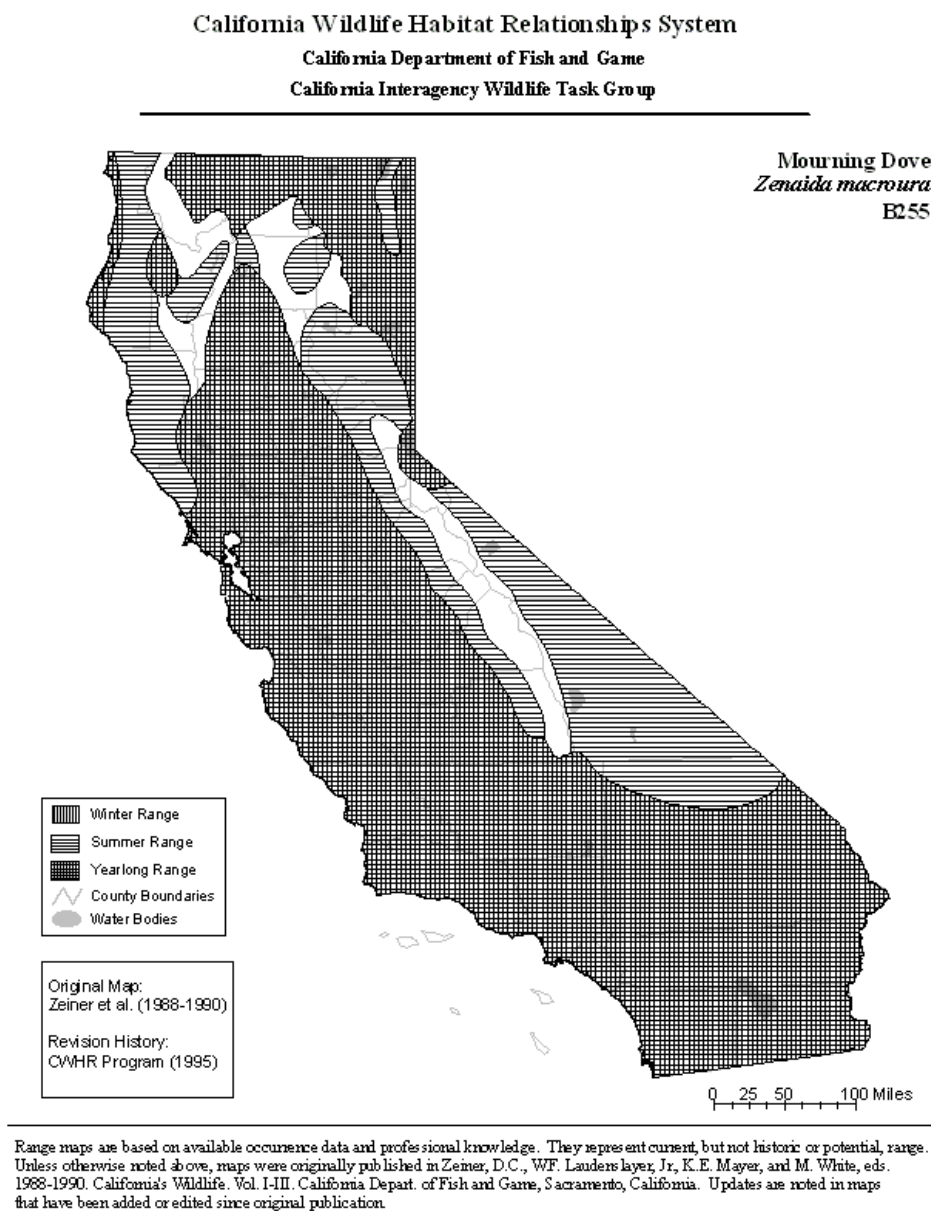 California Wildlife Habitat Relationships System
California Department of Fish and Game
California Interagency Wildlife Task Group
Mourning Dove
Zenaida macroura
B255
Winter Range
Summer Range
Yearlong Range
County Boundaries
Water Bodies
Original Map:
Zeiner et al. (1988-1990)
Revision History:
CWHR Program (1995)
0 25 50 100 Miles
Range maps are based on available occurrence data and professional knowledge. They represent current, but not historic or potential, range.
Unless otherwise noted above, maps were originally published in Zeiner, D.C., W.F. Laudenslayer, Jr., K.E. Mayer, and M. White, eds.
1988-1990. California's Wildlife. Vol. I-III. California Depart. of Fish and Game, Sacramento, California. Updates are noted in maps
that have been added or edited since original publication.